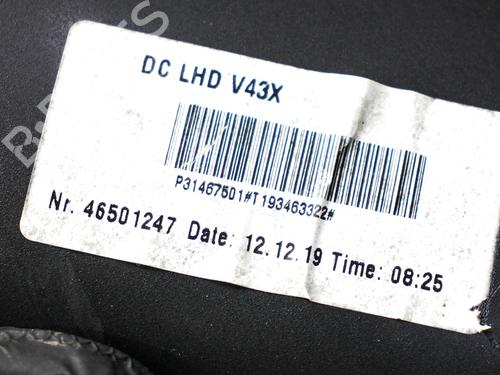 DC LHD V43X
P31467501#T193463322#
Nr. 46501247 Date: 12.12.19 Time: 08:25